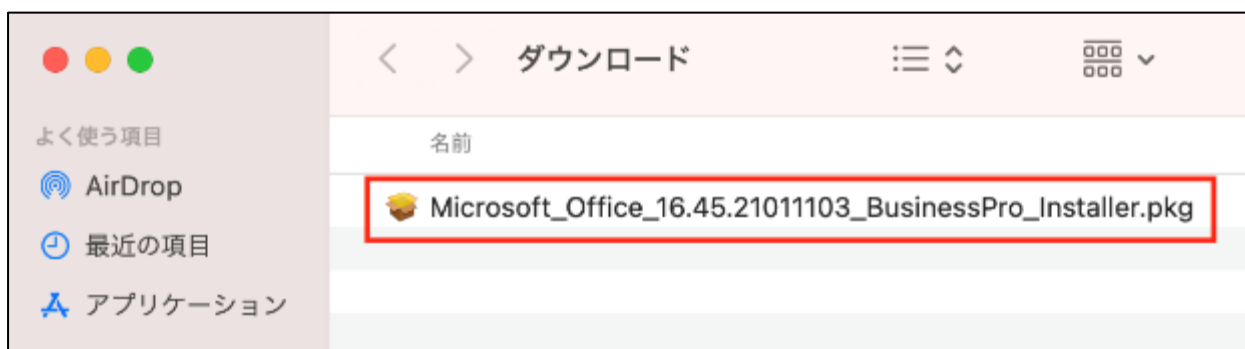 ダウンロード
よく使う項目
AirDrop
最近の項目
アプリケーション
名前
Microsoft_Office_16.45.21011103_BusinessPro_Installer.pkg